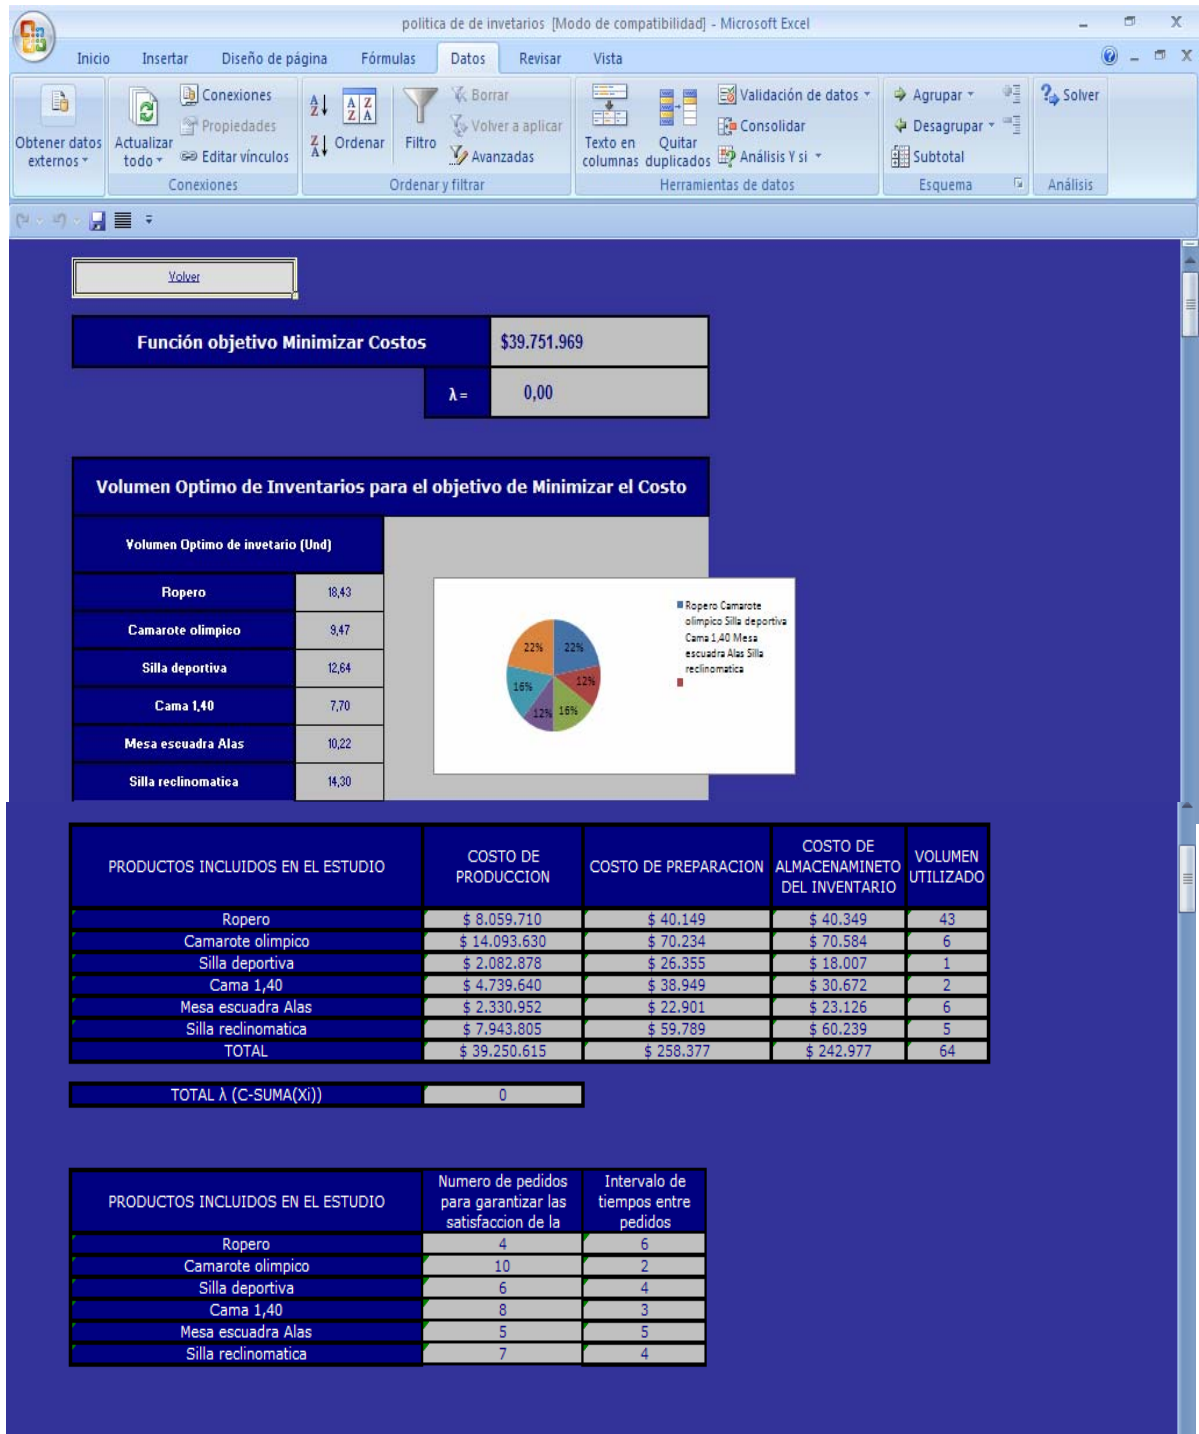 politica de de invetarios [Modo de compatibilidad] - Microsoft Excel
Inicio Insertar Diseño de página Fórmulas Datos Revisar Vista
Obtener datos externos
Actualizar todo
Conexiones
Propiedades
Editar vínculos
Conexiones
Ordenar
Filtro
Borrar
Volver a aplicar
Avanzadas
Ordenar y filtrar
Texto en columnas
Quitar duplicados
Validación de datos
Consolidar
Análisis Y si
Herramientas de datos
Agrupar
Desagrupar
Subtotal
Esquema
Solver
Análisis
Volver
Función objetivo Minimizar Costos $39.751.969
λ = 0,00
Volumen Optimo de Inventarios para el objetivo de Minimizar el Costo
Volumen Optimo de invetario (Und)
Ropero 18,43
Camarote olimpico 9,47
Silla deportiva 12,64
Cama 1,40 7,70
Mesa escuadra Alas 10,22
Silla reclinomatica 14,30
22% 22%
16% 12%
12% 16%
Ropero Camarote
olimpico Silla deportiva
Cama 1,40 Mesa
escuadra Alas Silla
reclinomatica
PRODUCTOS INCLUIDOS EN EL ESTUDIO
COSTO DE
PRODUCCION
COSTO DE PREPARACION
COSTO DE
ALMACENAMINETO
DEL INVENTARIO
VOLUMEN
UTILIZADO
Ropero $ 8.059.710 $ 40.149 $ 40.349 43
Camarote olimpico $ 14.093.630 $ 70.234 $ 70.584 6
Silla deportiva $ 2.082.878 $ 26.355 $ 18.007 1
Cama 1,40 $ 4.739.640 $ 38.949 $ 30.672 2
Mesa escuadra Alas $ 2.330.952 $ 22.901 $ 23.126 6
Silla reclinomatica $ 7.943.805 $ 59.789 $ 60.239 5
TOTAL $ 39.250.615 $ 258.377 $ 242.977 64
TOTAL λ (C-SUMA(Xi)) 0
PRODUCTOS INCLUIDOS EN EL ESTUDIO
Numero de pedidos
para garantizar las
satisfaccion de la
Intervalo de
tiempos entre
pedidos
Ropero 4 6
Camarote olimpico 10 2
Silla deportiva 6 4
Cama 1,40 8 3
Mesa escuadra Alas 5 5
Silla reclinomatica 7 4